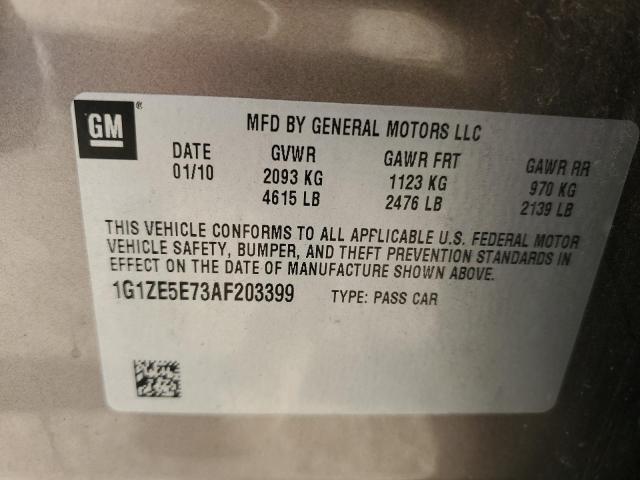 GM®
MFD BY GENERAL MOTORS LLC
DATE GVWR GAWR FRT GAWR RR
01/10 2093 KG 1123 KG 970 KG
4615 LB 2476 LB 2139 LB
THIS VEHICLE CONFORMS TO ALL APPLICABLE U.S. FEDERAL MOTOR
VEHICLE SAFETY, BUMPER, AND THEFT PREVENTION STANDARDS IN
EFFECT ON THE DATE OF MANUFACTURE SHOWN ABOVE.
1G1ZE5E73AF203399 TYPE: PASS CAR